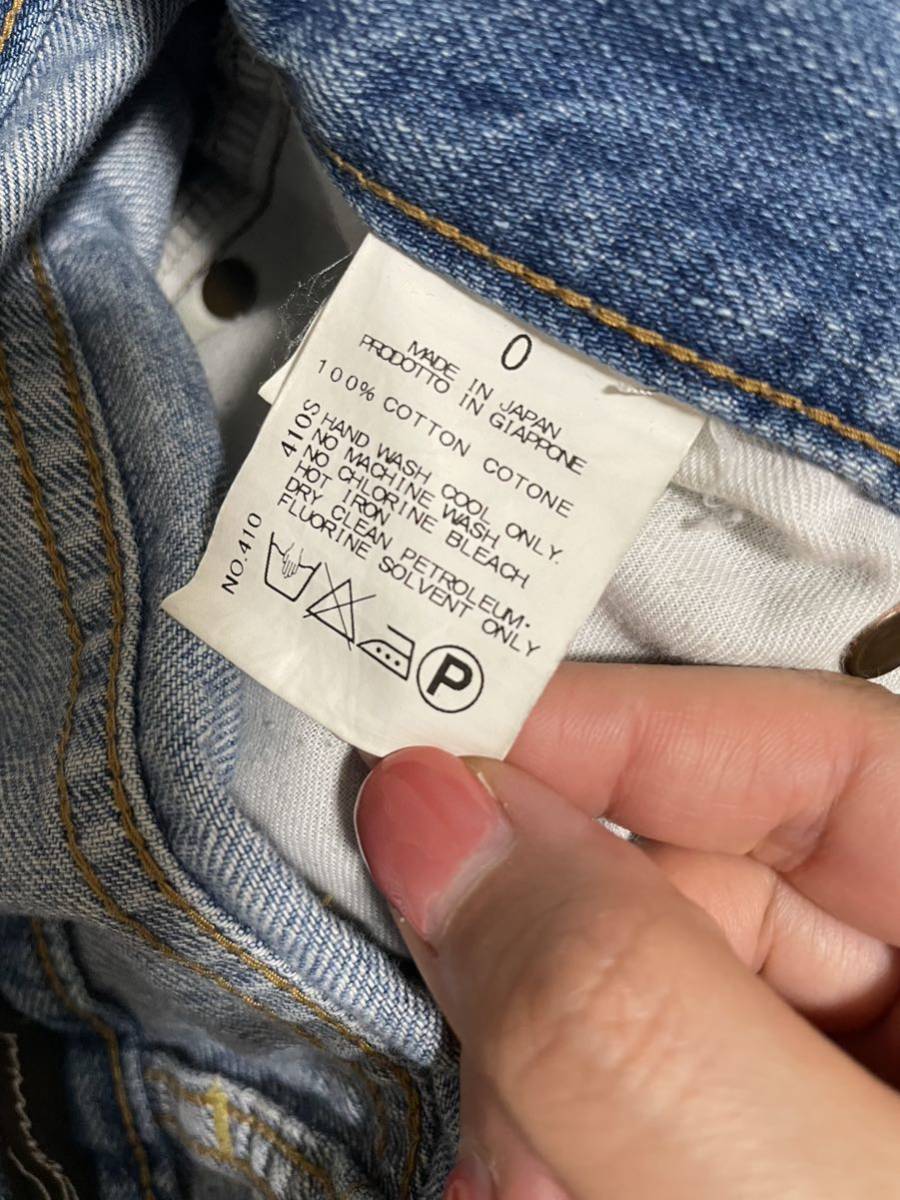 0
MADE IN JAPAN
PRODOTTO IN GIAPPONE
100% COTTON COTONE
410S
HAND WASH COOL ONLY.
NO MACHINE WASH.
NO CHLORINE BLEACH
HOT IRON
DRY CLEAN PETROLEUM·
FLUORINE SOLVENT ONLY
NO.410
P
1